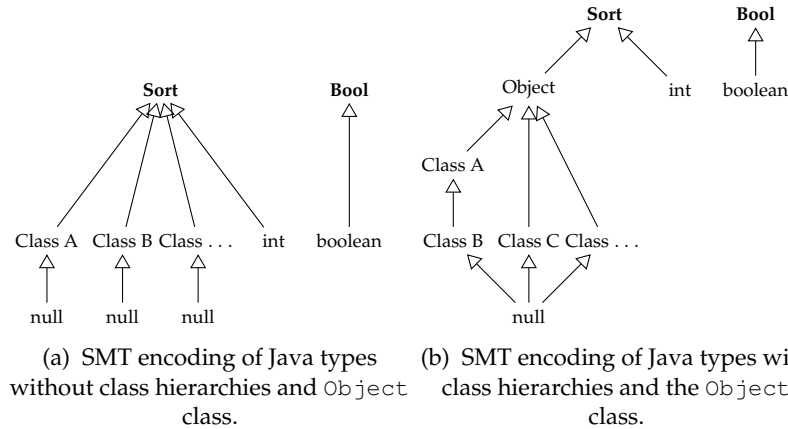 Sort Bool
Class A Class B Class . . . int boolean
null null null
(a) SMT encoding of Java types
without class hierarchies and Object
class.
Sort Bool
Object int boolean
Class A
Class B Class C Class . . .
null
(b) SMT encoding of Java types wi
class hierarchies and the Object
class.